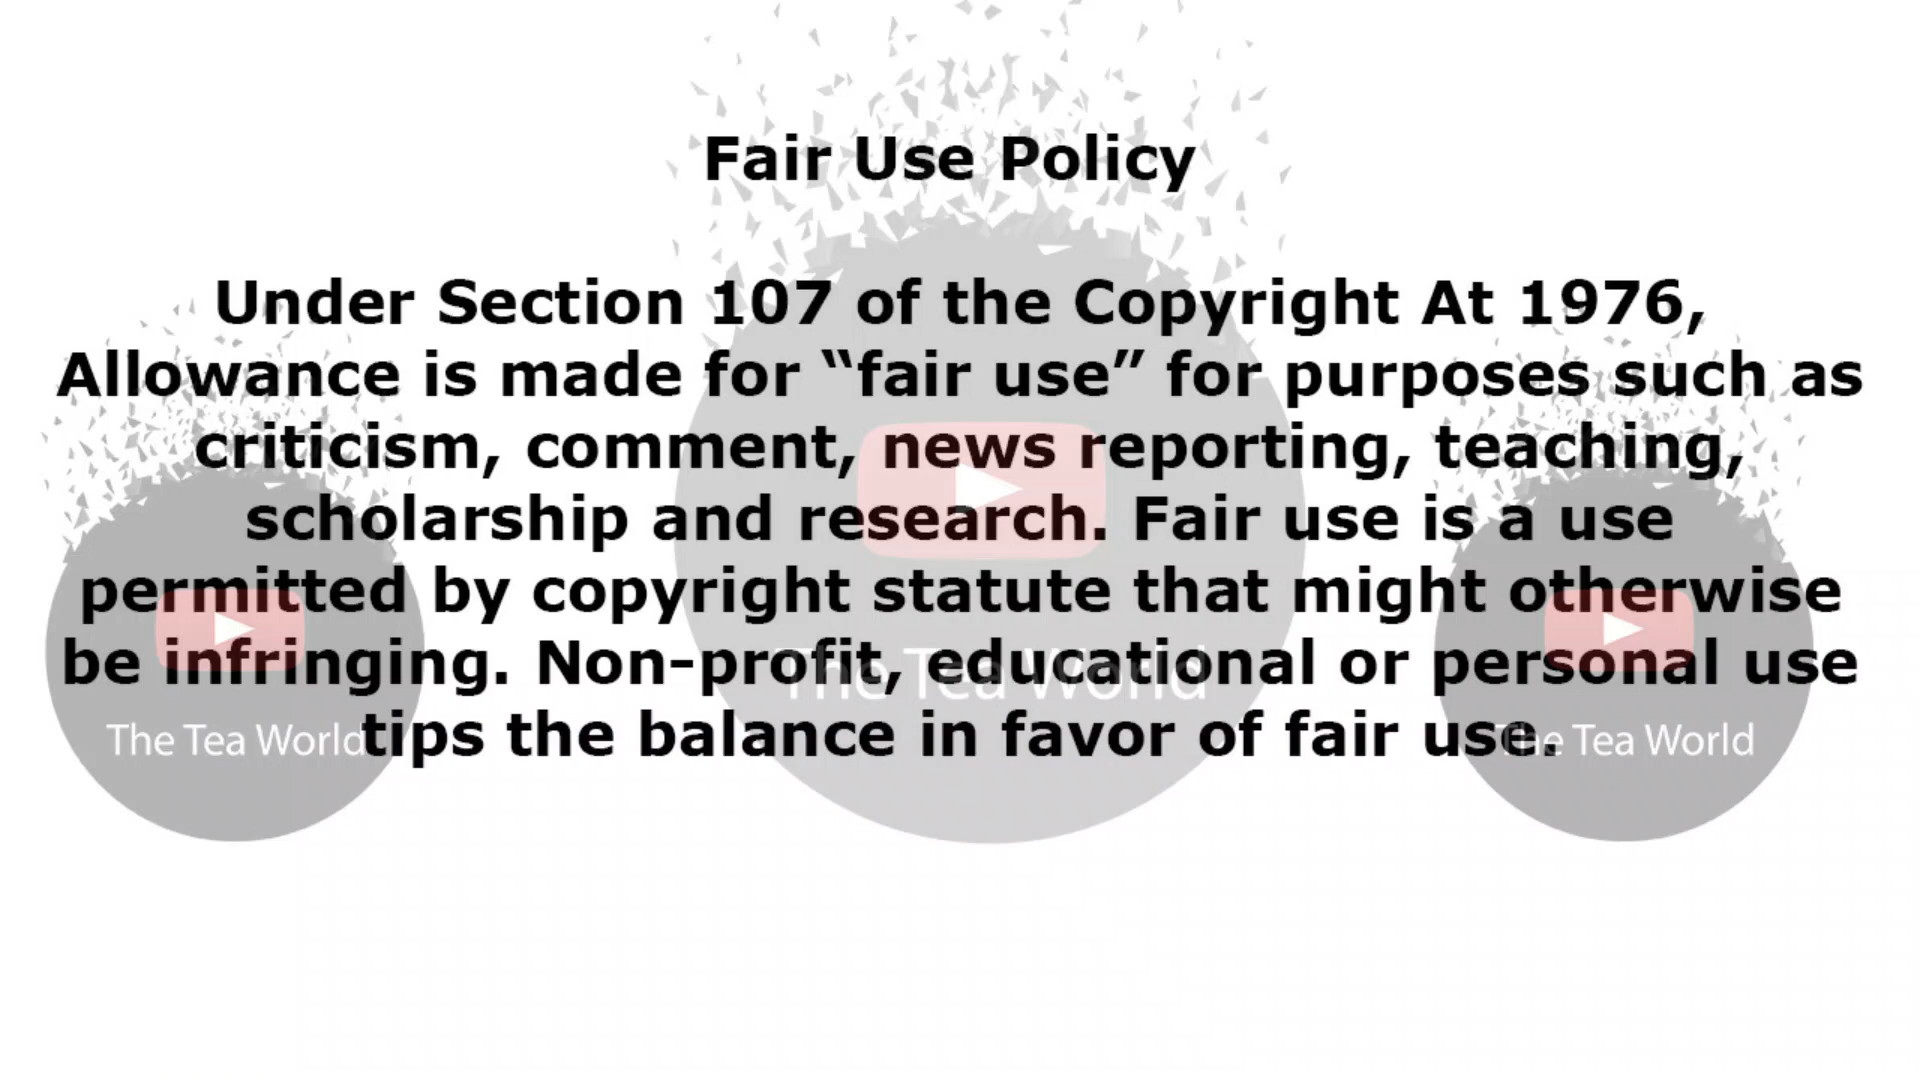 Fair Use Policy
Under Section 107 of the Copyright At 1976,
Allowance is made for “fair use” for purposes such as
criticism, comment, news reporting, teaching,
scholarship and research. Fair use is a use
permitted by copyright statute that might otherwise
be infringing. Non-profit, educational or personal use
tips the balance in favor of fair use.
The Tea World
The Tea World
The Tea World